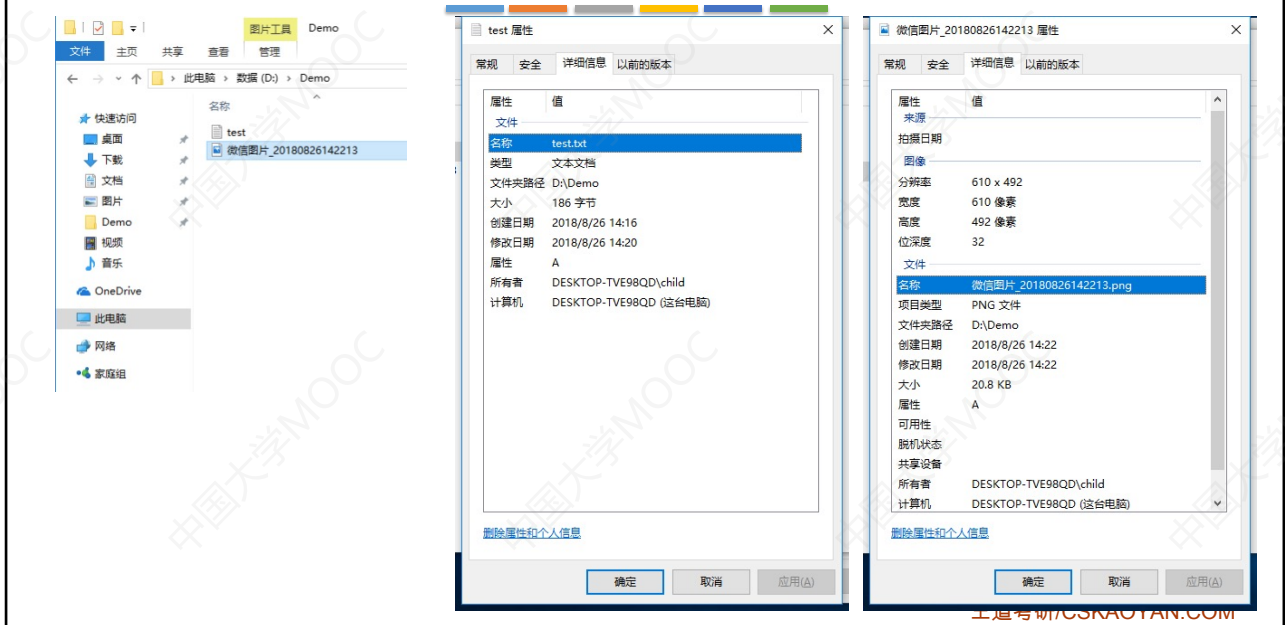 图片工具 Demo
文件 主页 共享 查看 管理
此电脑 › 数据 (D:) › Demo
名称
快速访问
桌面
下载
文档
图片
Demo
视频
音乐
OneDrive
此电脑
网络
家庭组
test
微信图片_20180826142213
test 属性
常规 安全 详细信息 以前的版本
属性 值
文件
名称 test.txt
类型 文本文档
文件夹路径 D:\Demo
大小 186 字节
创建日期 2018/8/26 14:16
修改日期 2018/8/26 14:20
属性 A
所有者 DESKTOP-TVE98QD\child
计算机 DESKTOP-TVE98QD (这台电脑)
删除属性和个人信息
确定 取消 应用(A)
微信图片_20180826142213 属性
常规 安全 详细信息 以前的版本
属性 值
来源
拍摄日期
图像
分辨率 610 x 492
宽度 610 像素
高度 492 像素
位深度 32
文件
名称 微信图片_20180826142213.png
项目类型 PNG 文件
文件夹路径 D:\Demo
创建日期 2018/8/26 14:22
修改日期 2018/8/26 14:22
大小 20.8 KB
属性 A
可用性
脱机状态
共享设备
所有者 DESKTOP-TVE98QD\child
计算机 DESKTOP-TVE98QD (这台电脑)
删除属性和个人信息
确定 取消 应用(A)
王道考研/CSKAOYAN.COM
中国大学MOOC